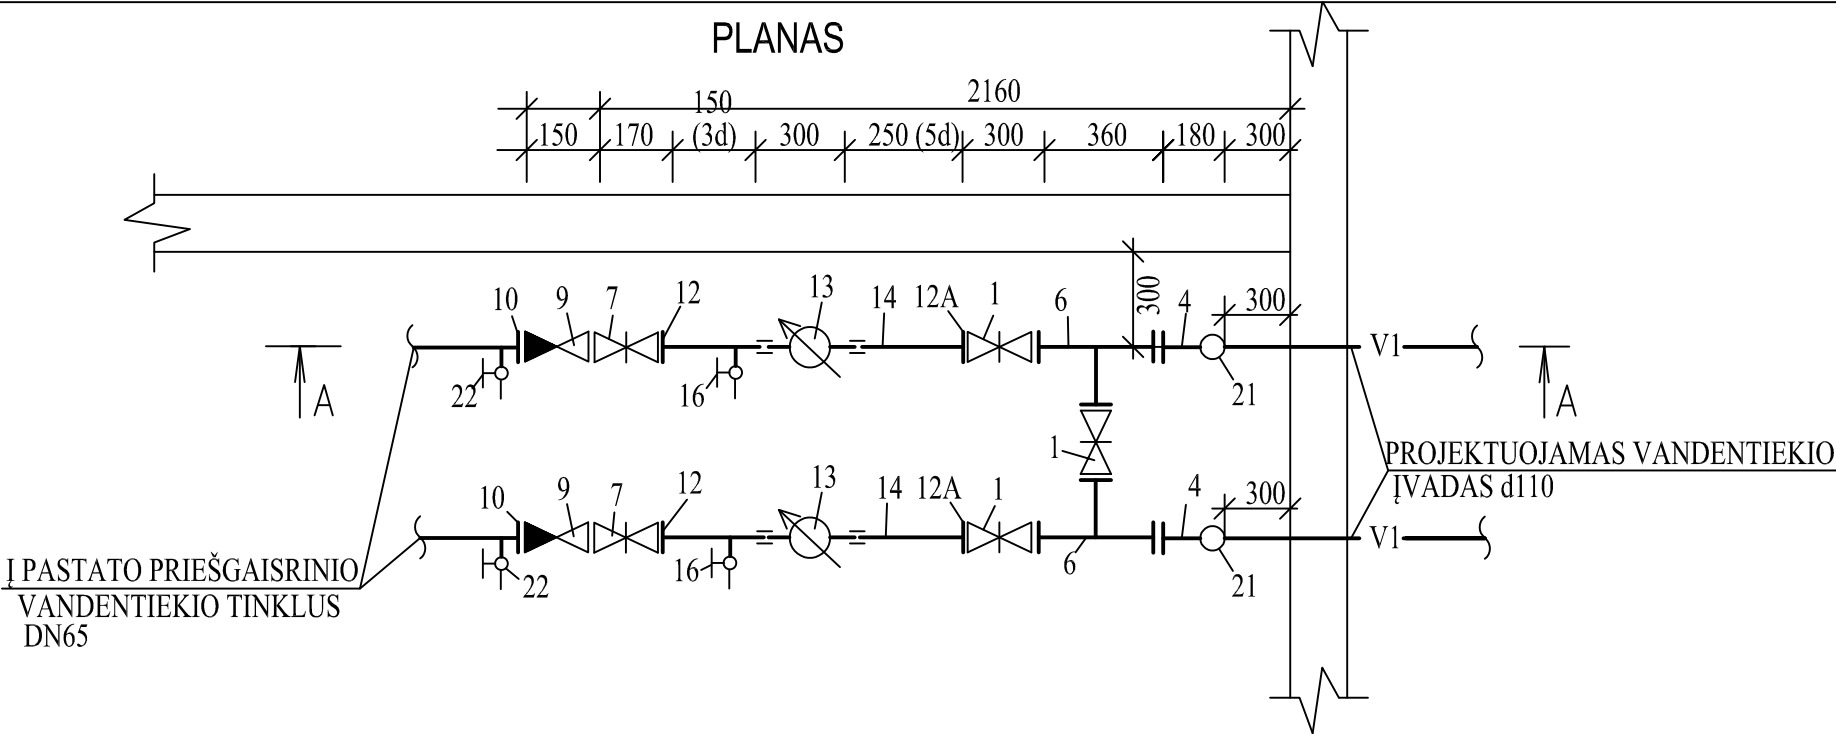 PLANAS
2160
150
150 170 (3d) 300 250 (5d) 300 360 180 300
300
10 9 7 12 13 14 12A 1 6 4 300
V1
22 16 21
A A
1
PROJEKTUOJAMAS VANDENTIEKIO
ĮVADAS d110
10 9 7 12 13 14 12A 1 4 300
V1
22 16 6 21
Į PASTATO PRIEŠGAISRINIO
VANDENTIEKIO TINKLUS
DN65